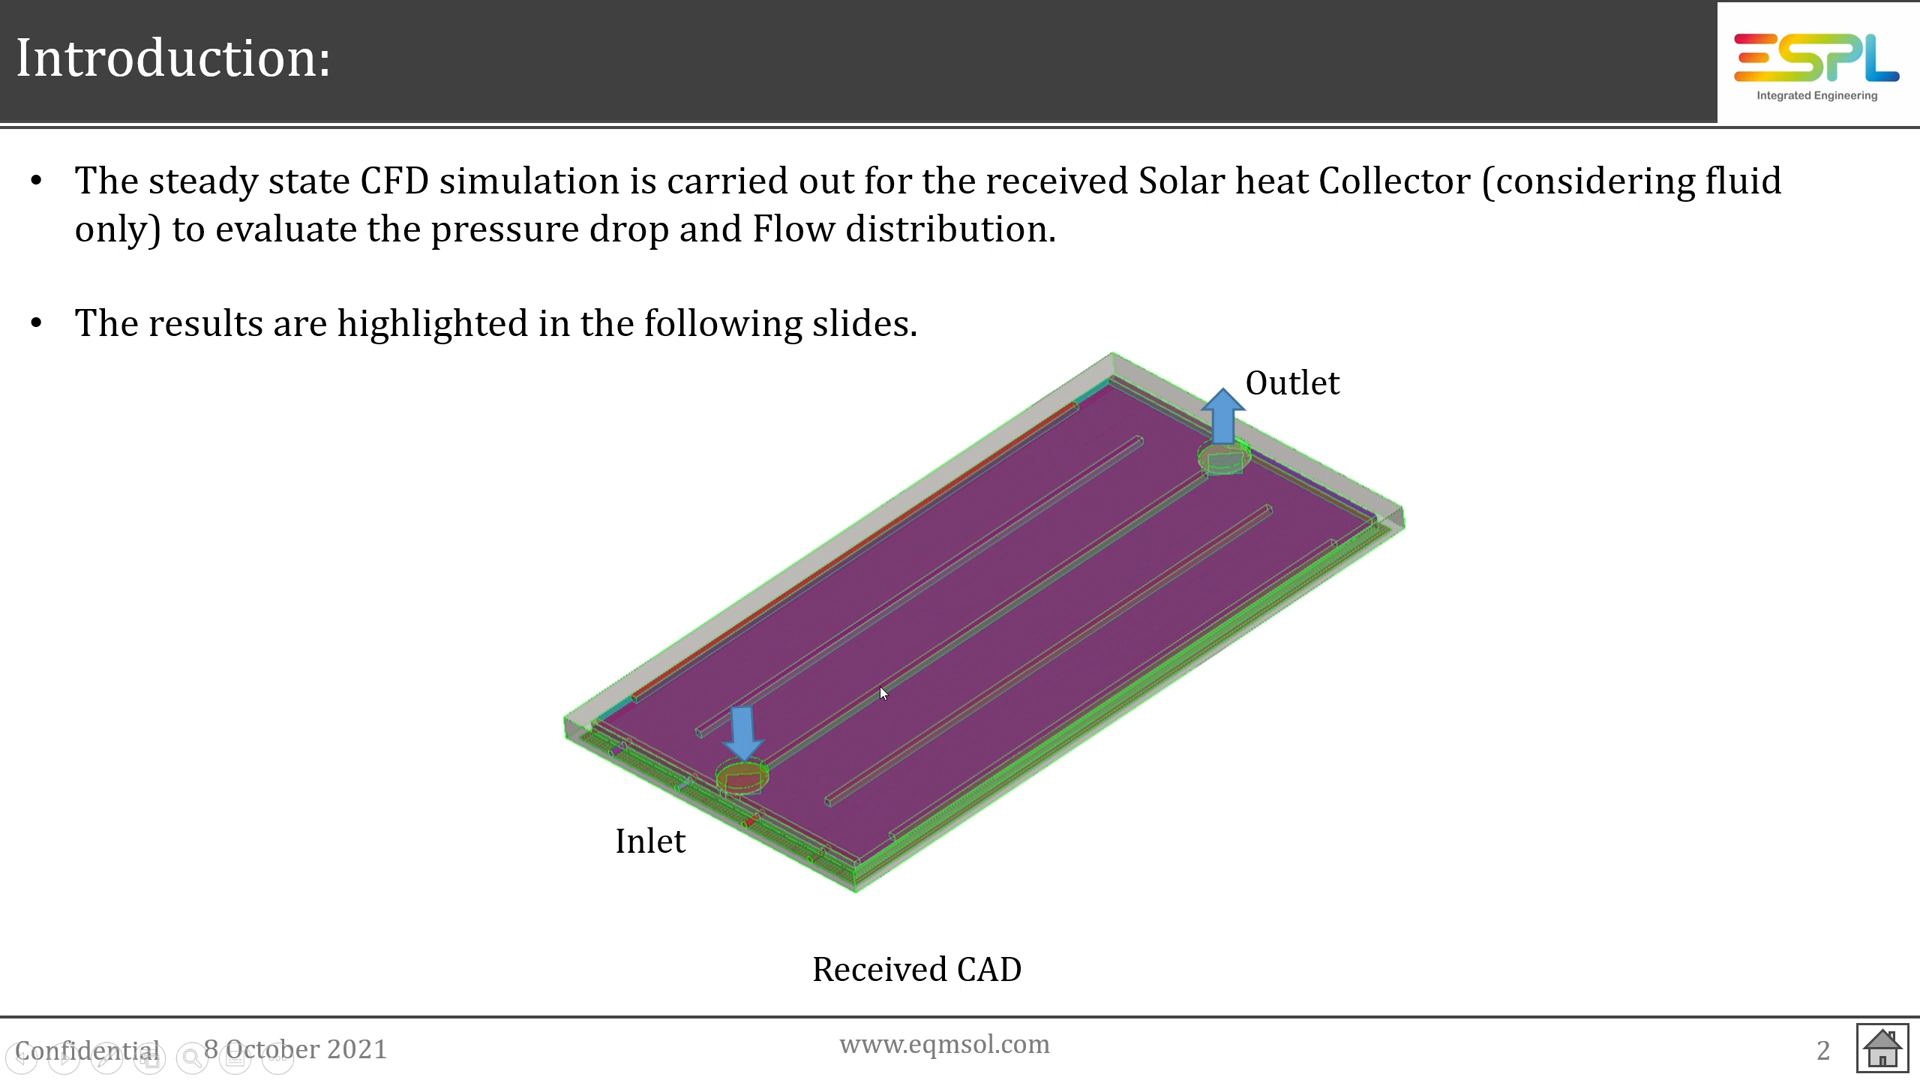 Introduction:
ESPL
Integrated Engineering
• The steady state CFD simulation is carried out for the received Solar heat Collector (considering fluid
only) to evaluate the pressure drop and Flow distribution.
• The results are highlighted in the following slides.
Outlet
Inlet
Received CAD
Confidential 8 October 2021 www.eqmsol.com 2